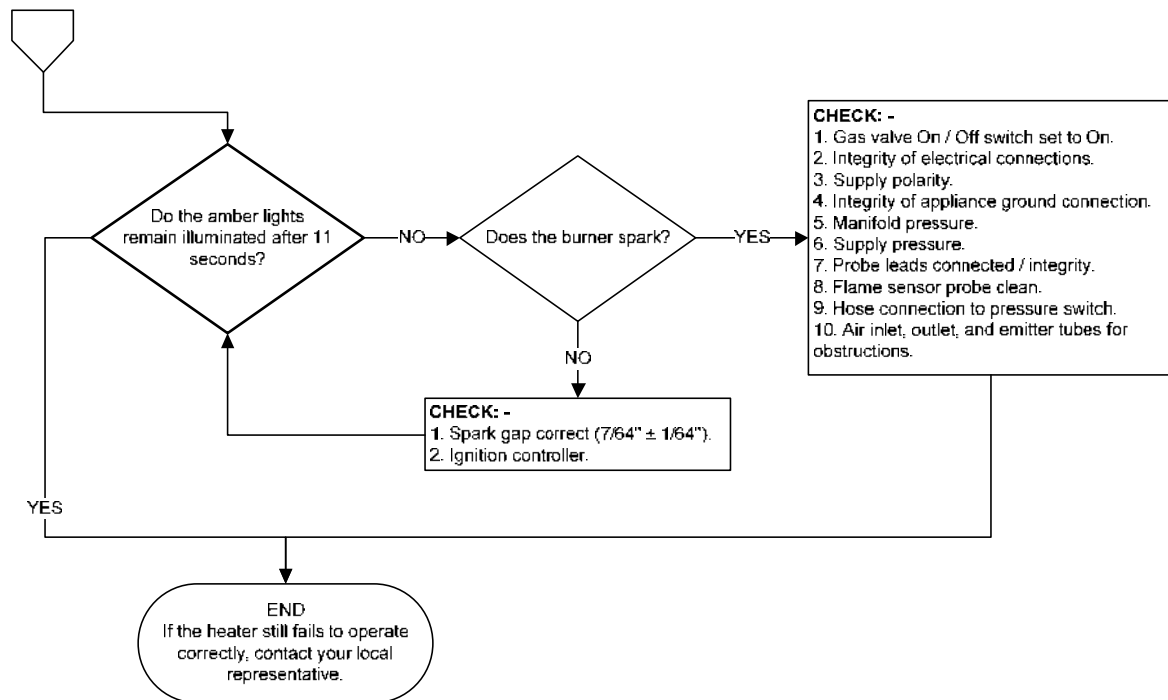 Do the amber lights
remain illuminated after 11
seconds?
NO
Does the burner spark?
YES
CHECK: -
1. Gas valve On / Off switch set to On.
2. Integrity of electrical connections.
3. Supply polarity.
4. Integrity of appliance ground connection.
5. Manifold pressure.
6. Supply pressure.
7. Probe leads connected / integrity.
8. Flame sensor probe clean.
9. Hose connection to pressure switch.
10. Air inlet, outlet, and emitter tubes for
obstructions.
NO
CHECK: -
1. Spark gap correct (7/64" ± 1/64").
2. Ignition controller.
YES
END
If the heater still fails to operate
correctly, contact your local
representative.